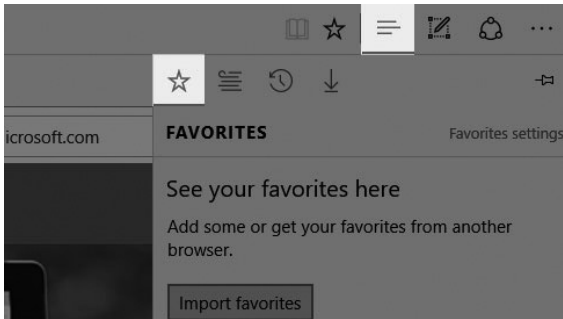 icrosoft.com
FAVORITES
Favorites settings
See your favorites here
Add some or get your favorites from another
browser.
Import favorites